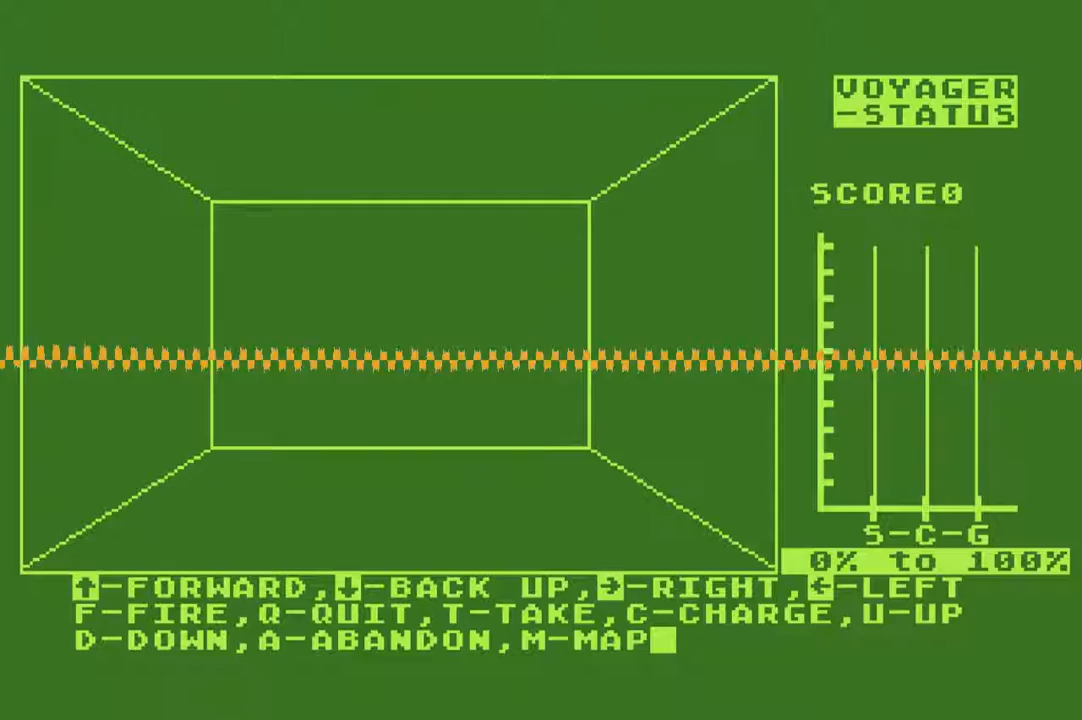 VOYAGER
-STATUS
SCORE0
S-C-G
0% to 100%
↑-FORWARD,↓-BACK UP,→-RIGHT,←-LEFT
F-FIRE,Q-QUIT,T-TAKE,C-CHARGE,U-UP
D-DOWN,A-ABANDON,M-MAP